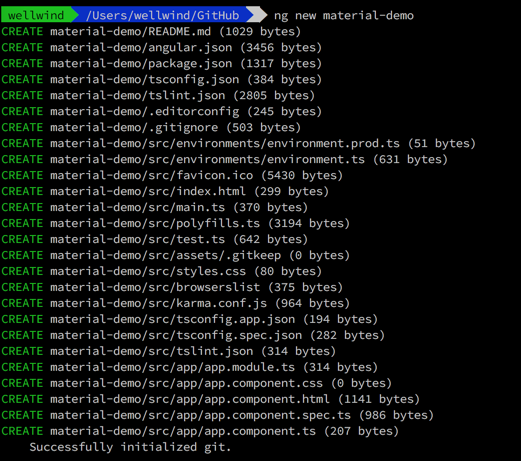 wellwind /Users/wellwind/GitHub ng new material-demo
CREATE material-demo/README.md (1029 bytes)
CREATE material-demo/angular.json (3456 bytes)
CREATE material-demo/package.json (1317 bytes)
CREATE material-demo/tsconfig.json (384 bytes)
CREATE material-demo/tslint.json (2805 bytes)
CREATE material-demo/.editorconfig (245 bytes)
CREATE material-demo/.gitignore (503 bytes)
CREATE material-demo/src/environments/environment.prod.ts (51 bytes)
CREATE material-demo/src/environments/environment.ts (631 bytes)
CREATE material-demo/src/favicon.ico (5430 bytes)
CREATE material-demo/src/index.html (299 bytes)
CREATE material-demo/src/main.ts (370 bytes)
CREATE material-demo/src/polyfills.ts (3194 bytes)
CREATE material-demo/src/test.ts (642 bytes)
CREATE material-demo/src/assets/.gitkeep (0 bytes)
CREATE material-demo/src/styles.css (80 bytes)
CREATE material-demo/src/browserslist (375 bytes)
CREATE material-demo/src/karma.conf.js (964 bytes)
CREATE material-demo/src/tsconfig.app.json (194 bytes)
CREATE material-demo/src/tsconfig.spec.json (282 bytes)
CREATE material-demo/src/tslint.json (314 bytes)
CREATE material-demo/src/app/app.module.ts (314 bytes)
CREATE material-demo/src/app/app.component.css (0 bytes)
CREATE material-demo/src/app/app.component.html (1141 bytes)
CREATE material-demo/src/app/app.component.spec.ts (986 bytes)
CREATE material-demo/src/app/app.component.ts (207 bytes)
Successfully initialized git.